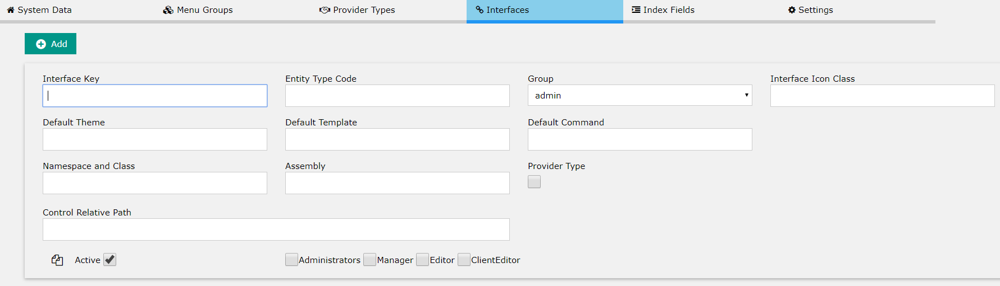 System Data Menu Groups Provider Types Interfaces Index Fields Settings
Add
Interface Key Entity Type Code Group Interface Icon Class
admin
Default Theme Default Template Default Command
Namespace and Class Assembly Provider Type
Control Relative Path
Active Administrators Manager Editor ClientEditor